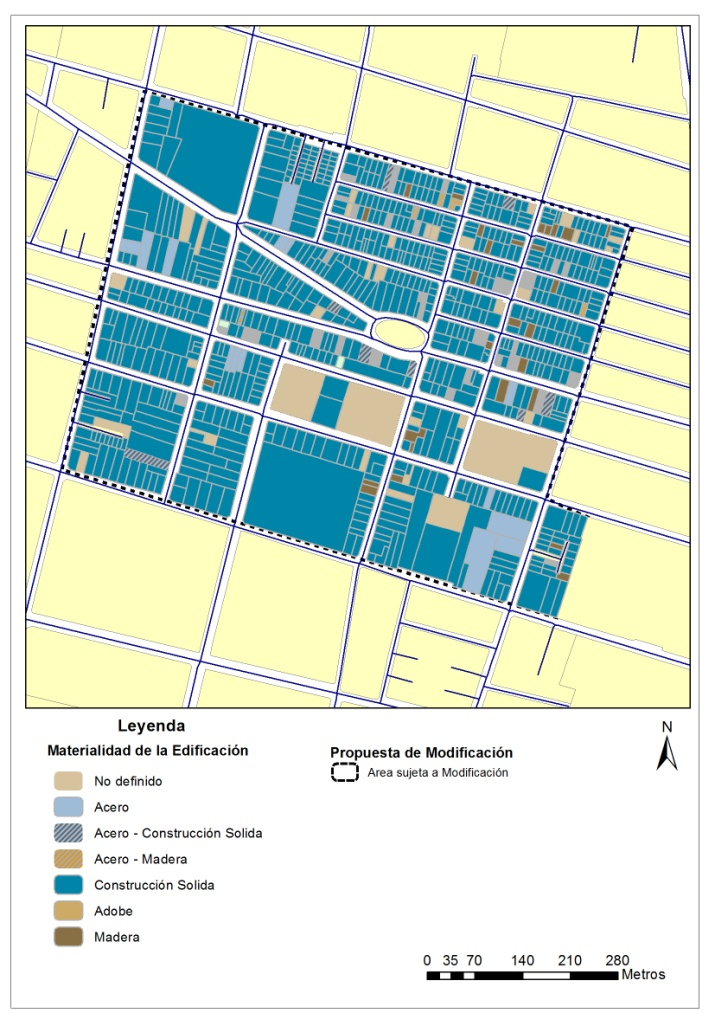 Leyenda
Materialidad de la Edificación
No definido
Acero
Acero - Construcción Solida
Acero - Madera
Construcción Solida
Adobe
Madera
Propuesta de Modificación
Area sujeta a Modificación
N
0 35 70 140 210 280
Metros